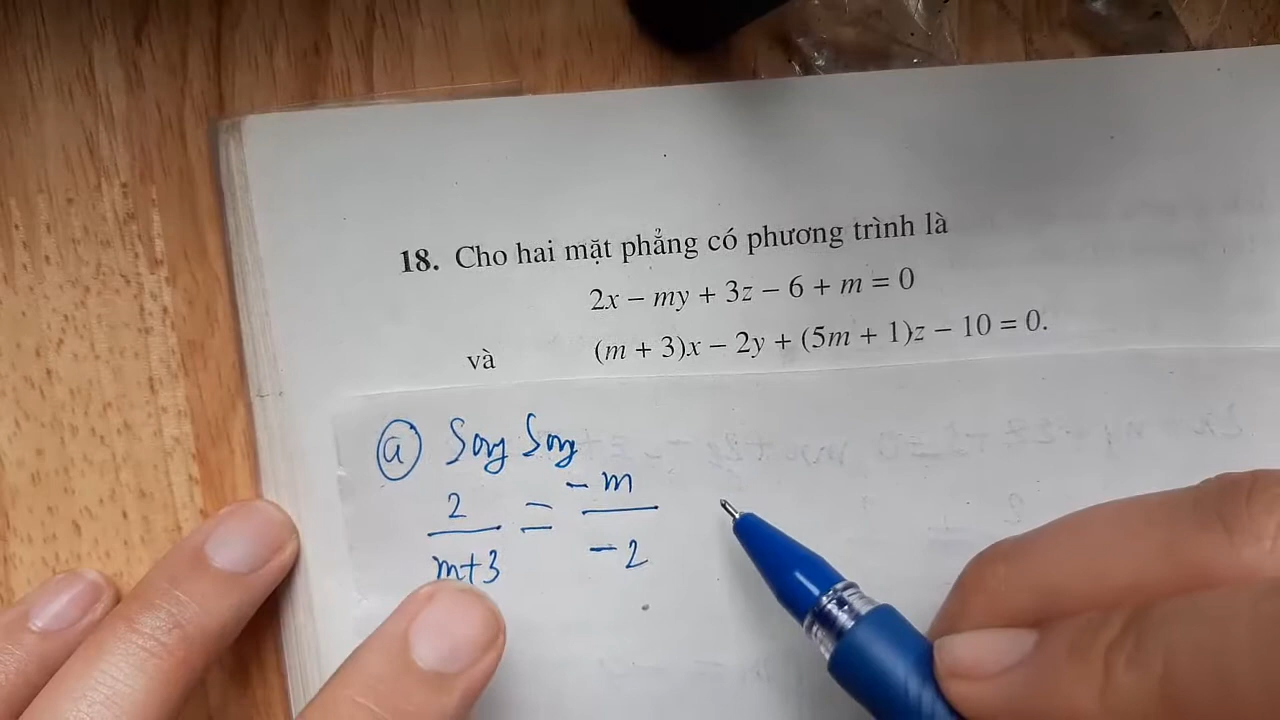 18. Cho hai mặt phẳng có phương trình là
2x – my + 3z – 6 + m = 0
và (m + 3)x – 2y + (5m + 1)z – 10 = 0.
a Song Song
2/m+3 = -m/-2